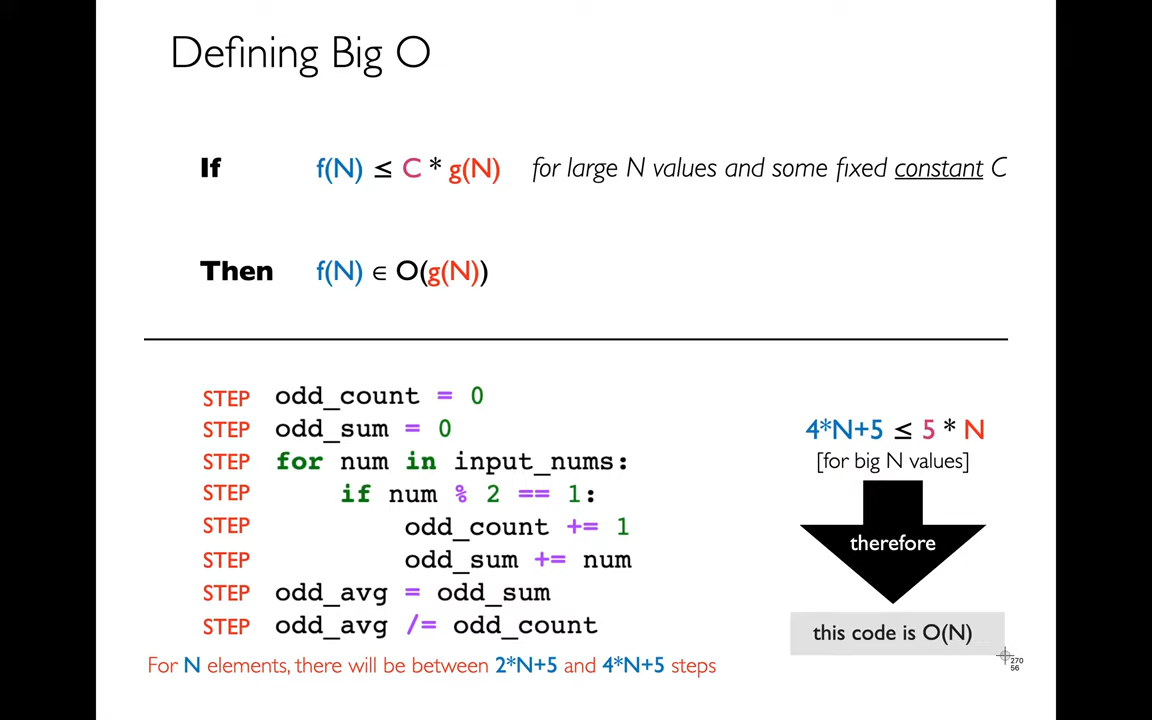 Defining Big O
If f(N) ≤ C * g(N) for large N values and some fixed constant C
Then f(N) ∈ O(g(N))
STEP odd_count = 0
STEP odd_sum = 0
STEP for num in input_nums:
STEP if num % 2 == 1:
STEP odd_count += 1
STEP odd_sum += num
STEP odd_avg = odd_sum
STEP odd_avg /= odd_count
For N elements, there will be between 2*N+5 and 4*N+5 steps
4*N+5 ≤ 5 * N
[for big N values]
therefore
this code is O(N)
270
56